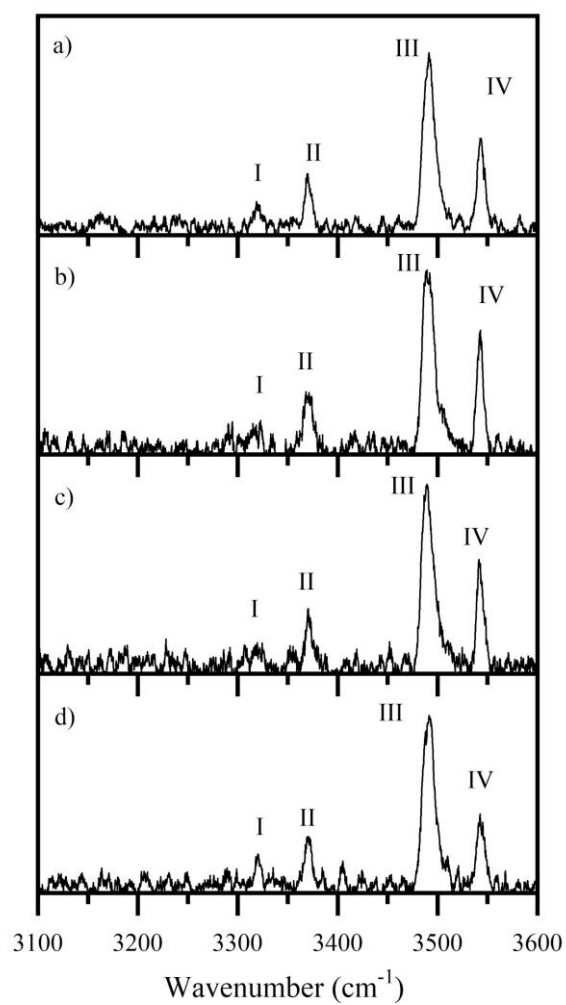 a)
III
IV
II
I
b)
III
IV
II
I
c)
III
IV
II
I
d)
III
IV
II
I
3100 3200 3300 3400 3500 3600
Wavenumber (cm⁻¹)